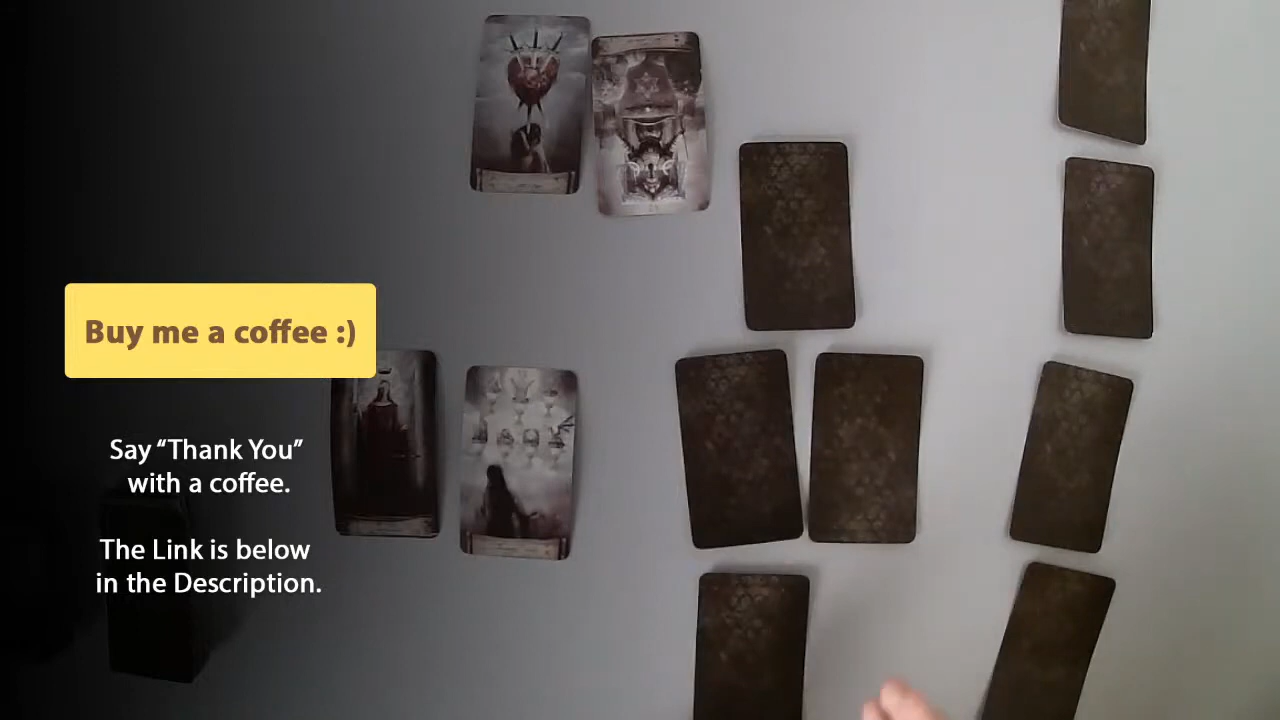 Buy me a coffee :)
Say “Thank You”
with a coffee.
The Link is below
in the Description.